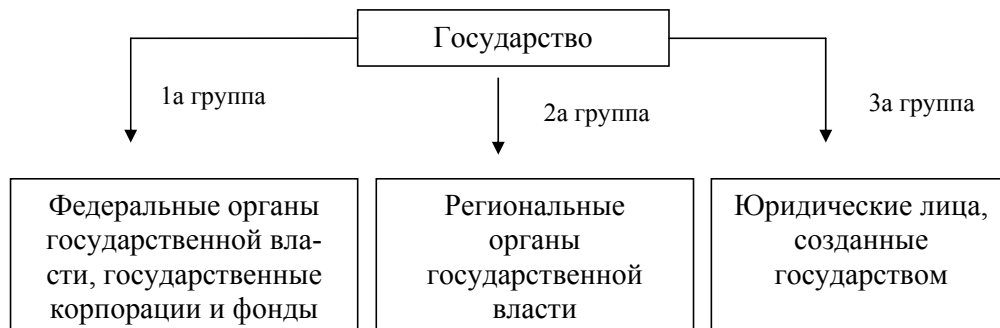 Государство
1а группа
2а группа
3а группа
Федеральные органы
государственной вла-
сти, государственные
корпорации и фонды
Региональные
органы
государственной
власти
Юридические лица,
созданные
государством